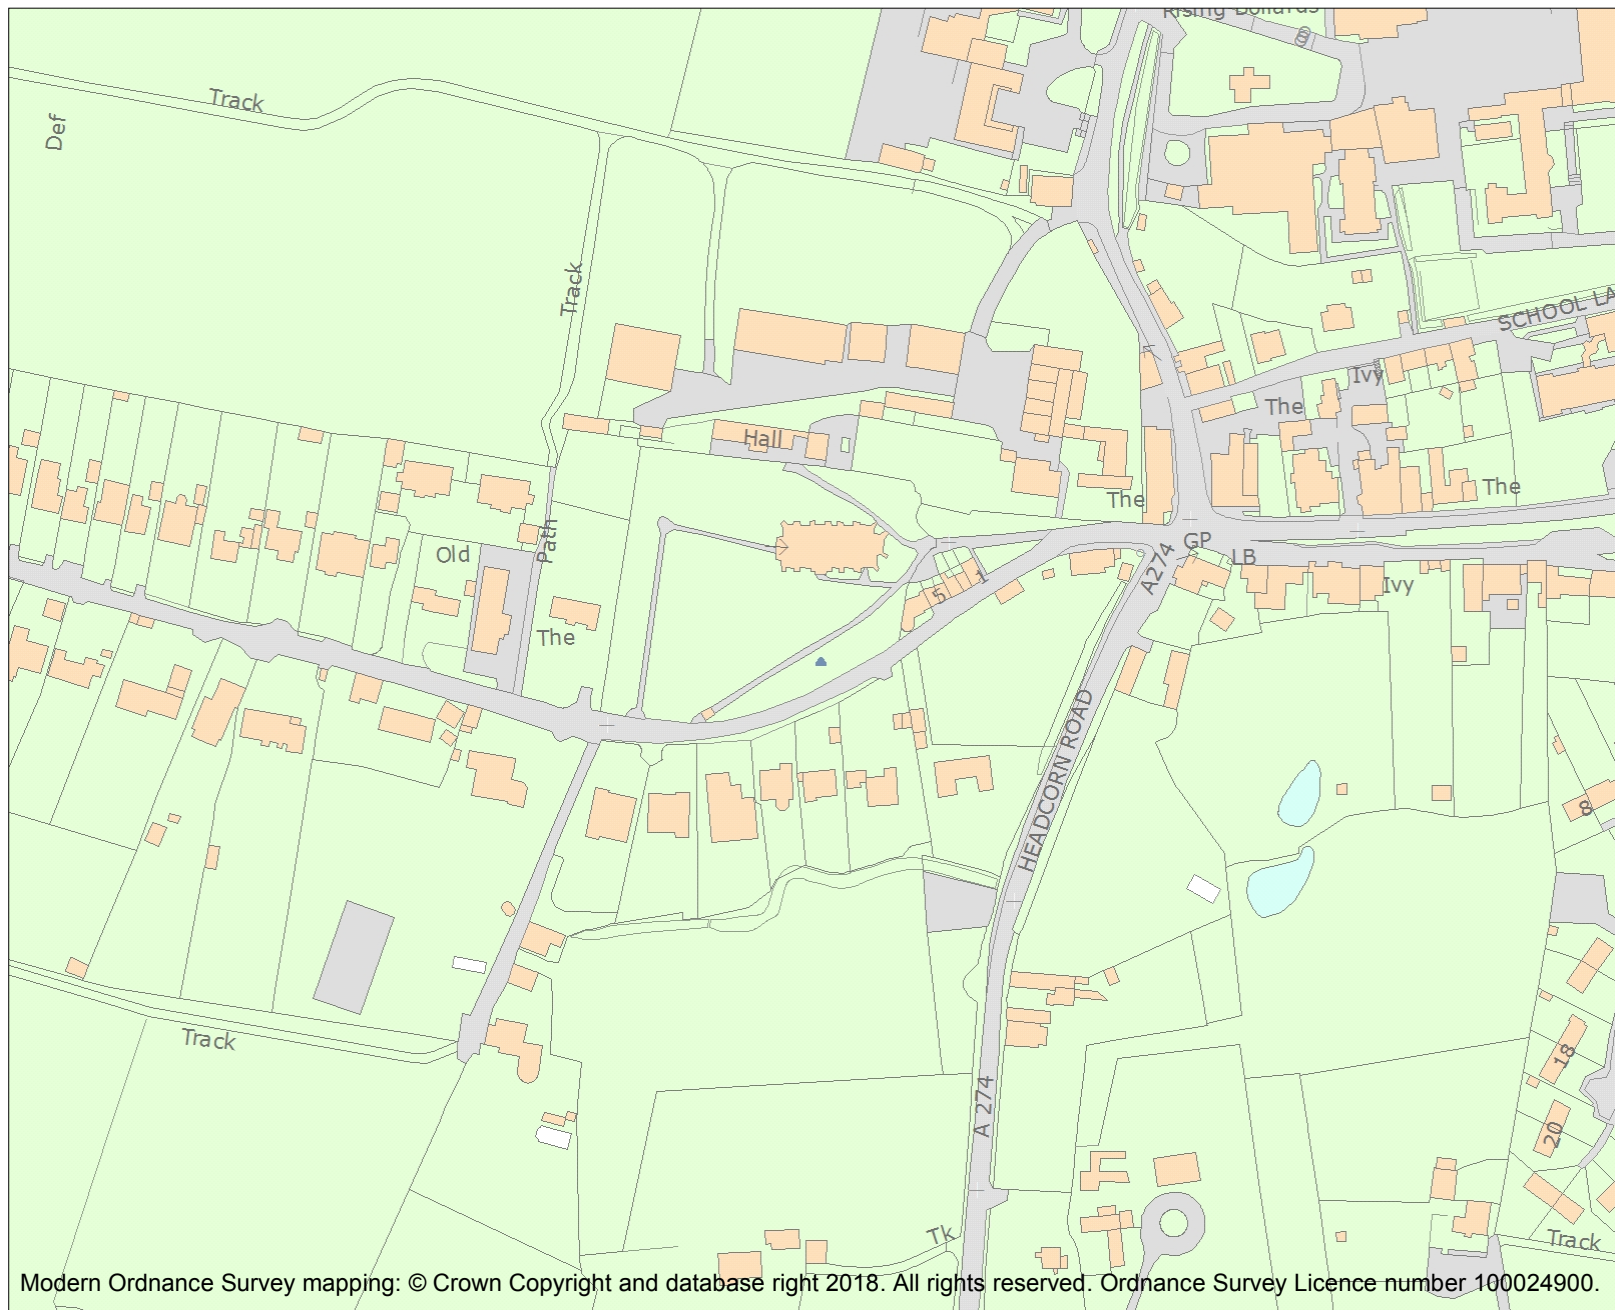 Rising Bollards
Track
Def
Track
SCHOOL LA
Ivy
The
Hall
The
The
Path
Old
GP
LB
A274
Ivy
1
5
The
HEADCORN ROAD
8
Track
18
A 274
20
Tk
Track
Modern Ordnance Survey mapping: © Crown Copyright and database right 2018. All rights reserved. Ordnance Survey Licence number 100024900.